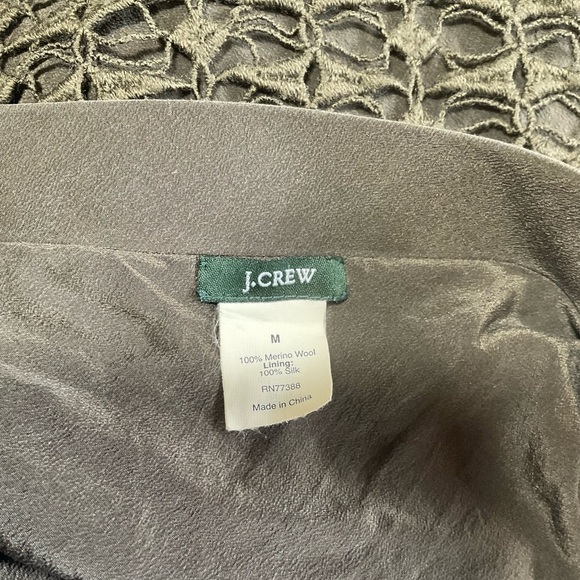 J.CREW
M
100% Merino Wool
Lining:
100% Silk
RN77388
Made in China